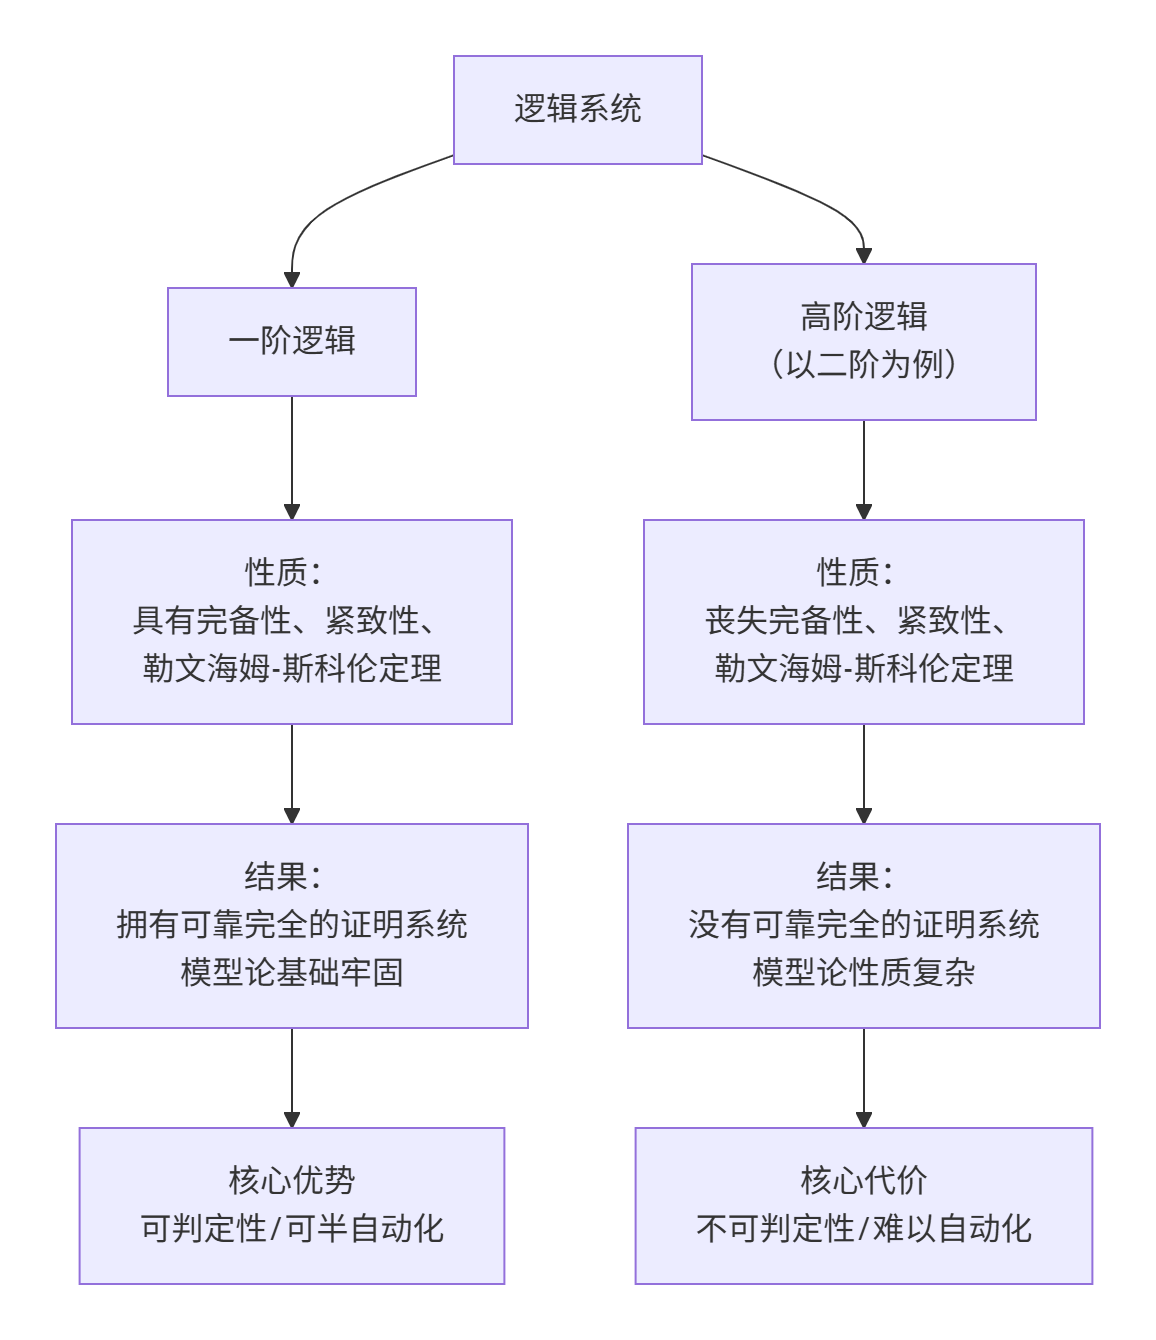 逻辑系统
一阶逻辑
高阶逻辑
（以二阶为例）
性质：
具有完备性、紧致性、
勒文海姆-斯科伦定理
性质：
丧失完备性、紧致性、
勒文海姆-斯科伦定理
结果：
拥有可靠完全的证明系统
模型论基础牢固
结果：
没有可靠完全的证明系统
模型论性质复杂
核心优势
可判定性/可半自动化
核心代价
不可判定性/难以自动化